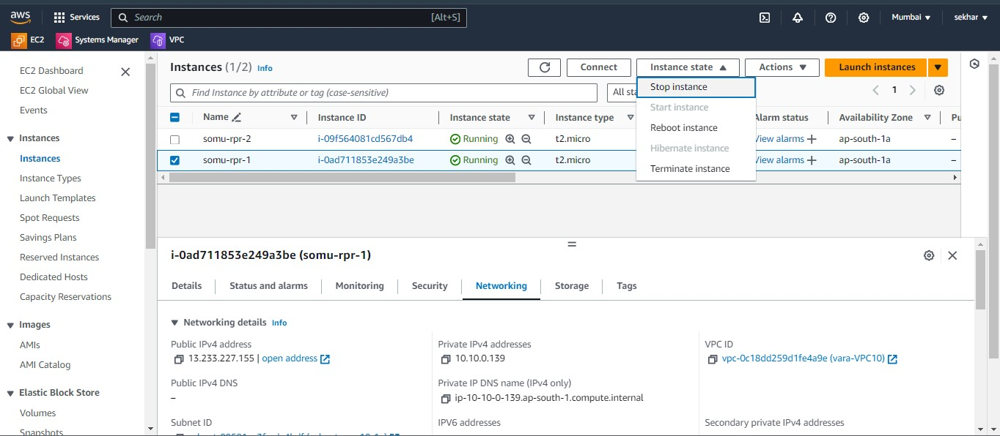 aws Services Search [Alt+S] Mumbai ▼ sekhar ▼
EC2 Systems Manager VPC
EC2 Dashboard
EC2 Global View
Events
Instances
Instances
Instance Types
Launch Templates
Spot Requests
Savings Plans
Reserved Instances
Dedicated Hosts
Capacity Reservations
Images
AMIs
AMI Catalog
Elastic Block Store
Volumes
Snapshots
Instances (1/2) Info Connect Instance state ▲ Actions ▼ Launch instances ▼
Find Instance by attribute or tag (case-sensitive) All sta 1
Stop instance
Start instance
Reboot instance
Hibernate instance
Terminate instance
Name Instance ID Instance state Instance type Alarm status Availability Zone Pu
somu-rpr-2 i-09f564081cd567db4 Running t2.micro View alarms + ap-south-1a –
somu-rpr-1 i-0ad711853e249a3be Running t2.micro View alarms + ap-south-1a –
i-0ad711853e249a3be (somu-rpr-1)
Details Status and alarms Monitoring Security Networking Storage Tags
▼ Networking details Info
Public IPv4 address Private IPv4 addresses VPC ID
13.233.227.155 | open address 10.10.0.139 vpc-0c18dd259d1fe4a9e (vara-VPC10)
Public IPv4 DNS Private IP DNS name (IPv4 only)
– ip-10-10-0-139.ap-south-1.compute.internal
Subnet ID IPV6 addresses Secondary private IPv4 addresses